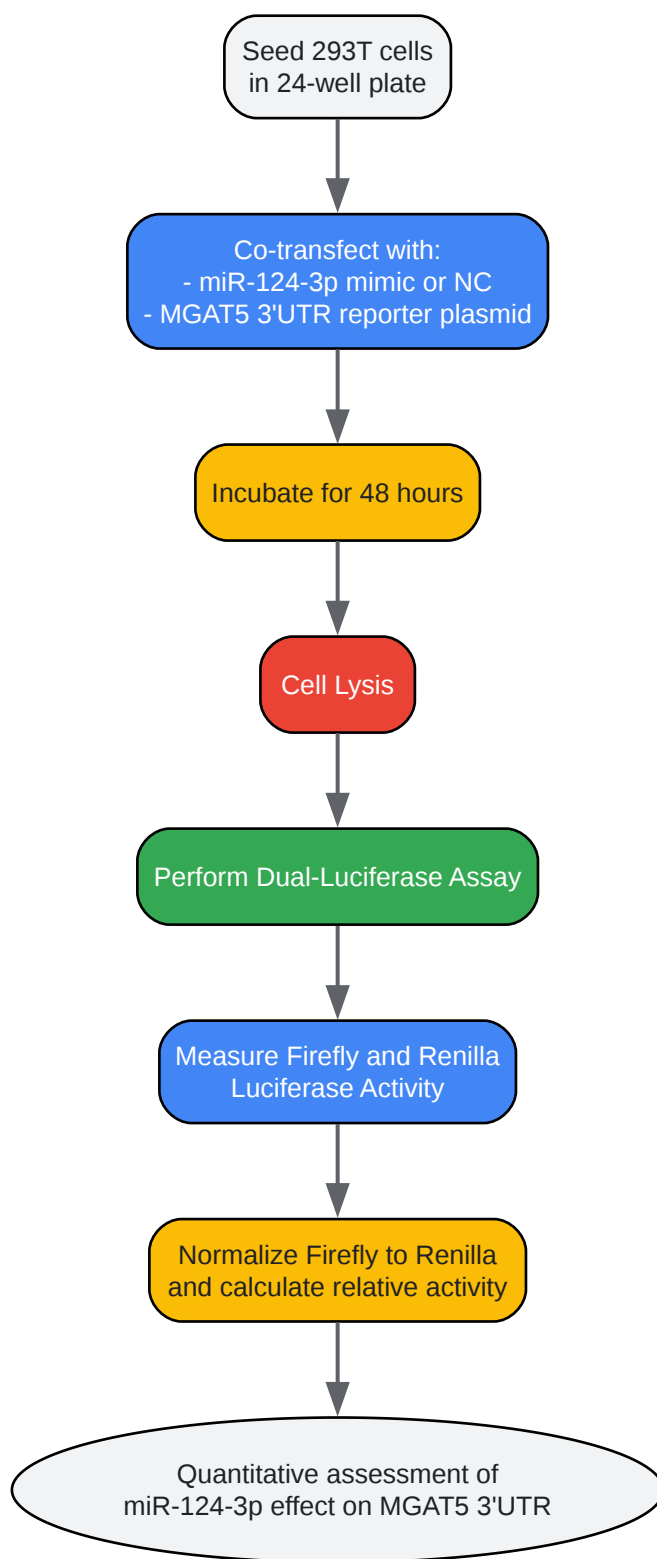 Seed 293T cells
in 24-well plate
Co-transfect with:
- miR-124-3p mimic or NC
- MGAT5 3'UTR reporter plasmid
Incubate for 48 hours
Cell Lysis
Perform Dual-Luciferase Assay
Measure Firefly and Renilla
Luciferase Activity
Normalize Firefly to Renilla
and calculate relative activity
Quantitative assessment of
miR-124-3p effect on MGAT5 3'UTR